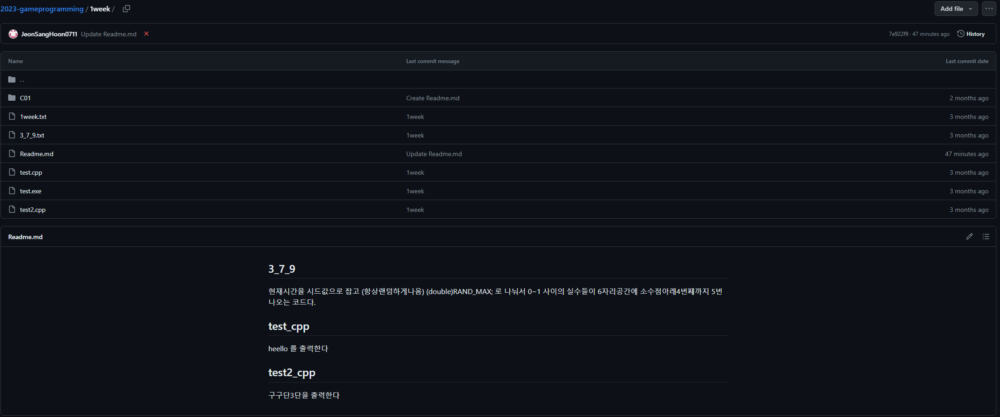 2023-gameprogramming / 1week /
Add file
JeonSangHoon0711 Update Readme.md
7e922f9 · 47 minutes ago History
Name Last commit message Last commit date
..
C01 Create Readme.md 2 months ago
1week.txt 1week 3 months ago
3_7_9.txt 1week 3 months ago
Readme.md Update Readme.md 47 minutes ago
test.cpp 1week 3 months ago
test.exe 1week 3 months ago
test2.cpp 1week 3 months ago
Readme.md
3_7_9
현재시간을 시드값으로 잡고 (항상랜덤하게나옴) (double)RAND_MAX; 로 나눠서 0~1 사이의 실수들이 6자리공간에 소수점아래4번째까지 5번
나오는 코드다.
test_cpp
heello 를 출력한다
test2_cpp
구구단3단을 출력한다